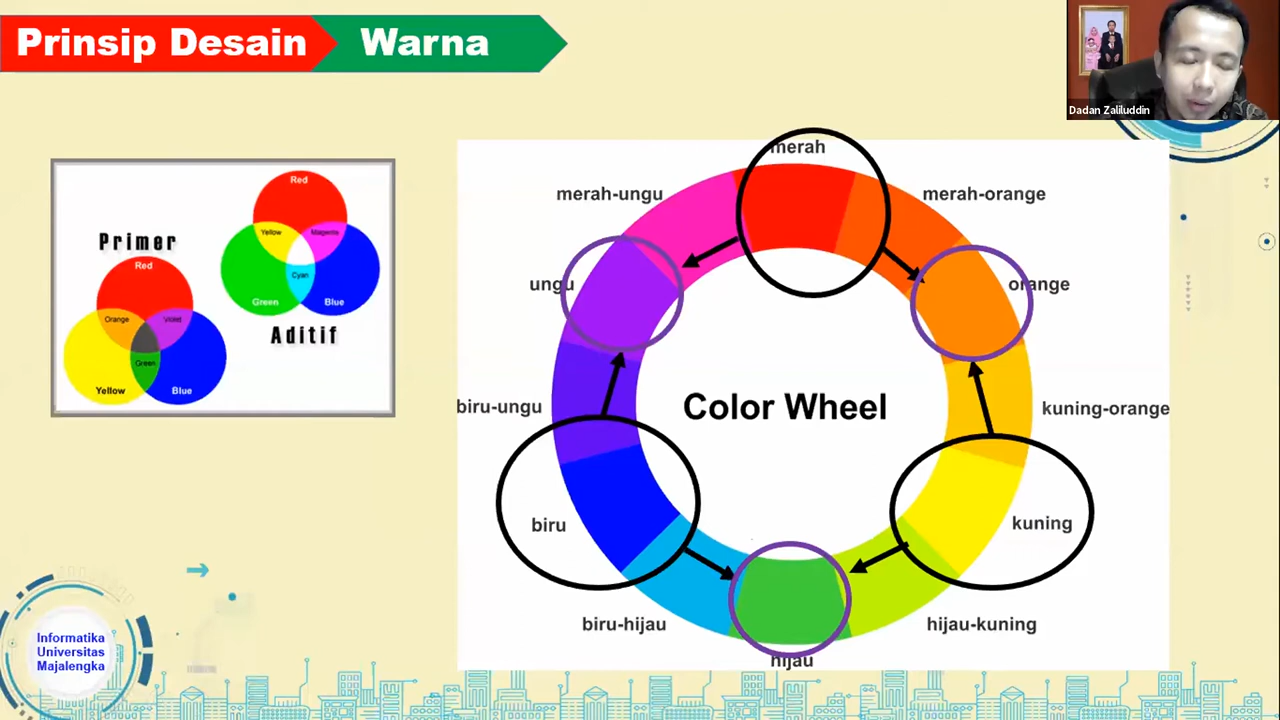 Prinsip Desain
Warna
Dadan Zaliluddin
Primer
Red
Orange
Violet
Green
Yellow
Blue
Red
Yellow
Magenta
Cyan
Green
Blue
Aditif
merah
merah-ungu
merah-orange
ungu
orange
biru-ungu
Color Wheel
kuning-orange
biru
kuning
biru-hijau
hijau-kuning
hijau
Informatika
Universitas
Majalengka